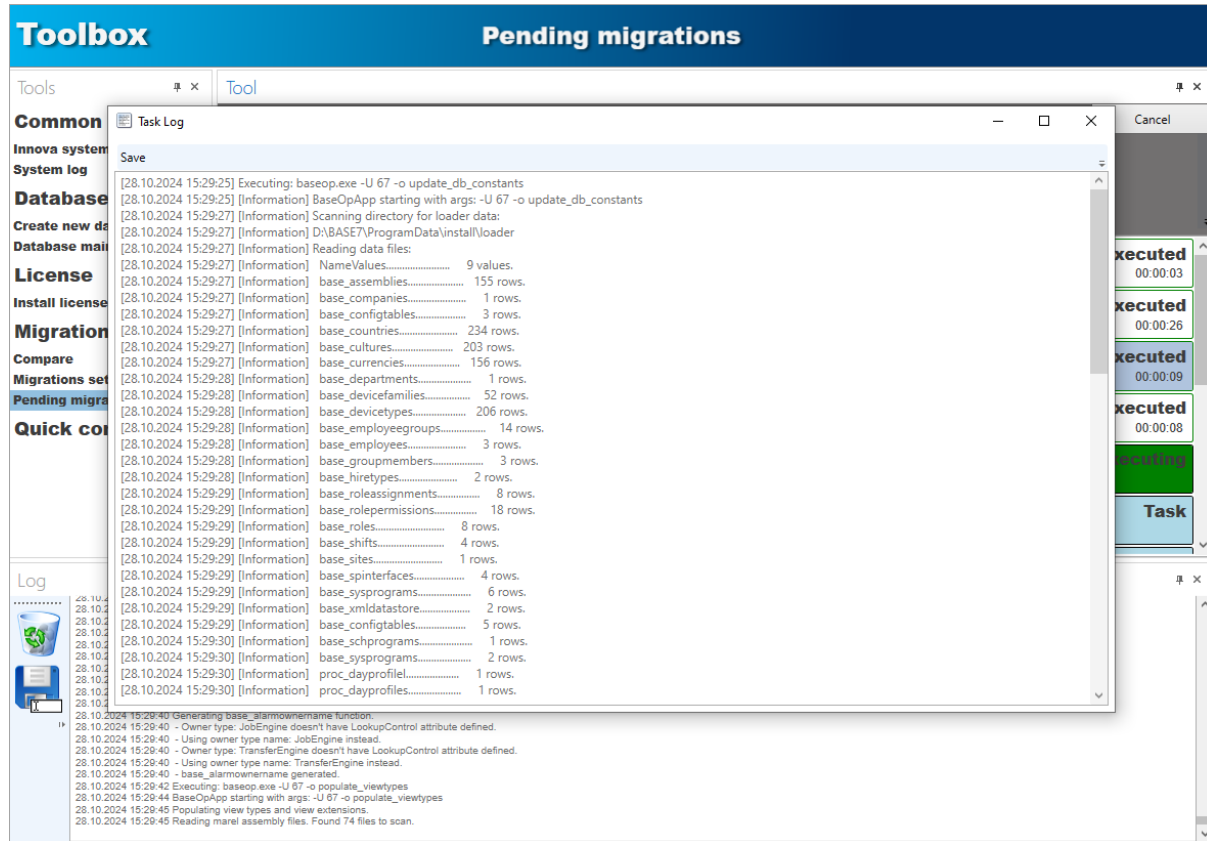 Toolbox
Pending migrations
Tools
Tool
Common
Innova system
System log
Database
Create new da
Database mai
License
Install license
Migration
Compare
Migrations set
Pending migra
Quick co
Task Log
Save
[28.10.2024 15:29:25] Executing: baseop.exe -U 67 -o update_db_constants
[28.10.2024 15:29:25] [Information] BaseOpApp starting with args: -U 67 -o update_db_constants
[28.10.2024 15:29:27] [Information] Scanning directory for loader data:
[28.10.2024 15:29:27] [Information] D:\BASE7\ProgramData\install\loader
[28.10.2024 15:29:27] [Information] Reading data files:
[28.10.2024 15:29:27] [Information] NameValues....................... 9 values.
[28.10.2024 15:29:27] [Information] base_assemblies.................... 155 rows.
[28.10.2024 15:29:27] [Information] base_companies..................... 1 rows.
[28.10.2024 15:29:27] [Information] base_configtables.................. 3 rows.
[28.10.2024 15:29:27] [Information] base_countries..................... 234 rows.
[28.10.2024 15:29:27] [Information] base_cultures...................... 203 rows.
[28.10.2024 15:29:27] [Information] base_currencies.................... 156 rows.
[28.10.2024 15:29:28] [Information] base_departments................... 1 rows.
[28.10.2024 15:29:28] [Information] base_devicefamilies................ 52 rows.
[28.10.2024 15:29:28] [Information] base_devicetypes................... 206 rows.
[28.10.2024 15:29:28] [Information] base_employeegroups................ 14 rows.
[28.10.2024 15:29:28] [Information] base_employees..................... 3 rows.
[28.10.2024 15:29:28] [Information] base_groupmembers.................. 3 rows.
[28.10.2024 15:29:28] [Information] base_hiretypes..................... 2 rows.
[28.10.2024 15:29:29] [Information] base_roleassignments............... 8 rows.
[28.10.2024 15:29:29] [Information] base_rolepermissions............... 18 rows.
[28.10.2024 15:29:29] [Information] base_roles......................... 8 rows.
[28.10.2024 15:29:29] [Information] base_shifts........................ 4 rows.
[28.10.2024 15:29:29] [Information] base_sites......................... 1 rows.
[28.10.2024 15:29:29] [Information] base_spinterfaces.................. 4 rows.
[28.10.2024 15:29:29] [Information] base_sysprograms................... 6 rows.
[28.10.2024 15:29:29] [Information] base_xmldatastore.................. 2 rows.
[28.10.2024 15:29:29] [Information] base_configtables.................. 5 rows.
[28.10.2024 15:29:30] [Information] base_schprograms................... 1 rows.
[28.10.2024 15:29:30] [Information] base_sysprograms................... 2 rows.
[28.10.2024 15:29:30] [Information] proc_dayprofilel................... 1 rows.
[28.10.2024 15:29:30] [Information] proc_dayprofiles................... 1 rows.
Cancel
xecuted
00:00:03
xecuted
00:00:26
xecuted
00:00:09
xecuted
00:00:08
ecuting
Task
Log
28.10.2024 15:29:40 Generating base_alarmownername function.
28.10.2024 15:29:40 - Owner type: JobEngine doesn't have LookupControl attribute defined.
28.10.2024 15:29:40 - Using owner type name: JobEngine instead.
28.10.2024 15:29:40 - Owner type: TransferEngine doesn't have LookupControl attribute defined.
28.10.2024 15:29:40 - Using owner type name: TransferEngine instead.
28.10.2024 15:29:40 - base_alarmownername generated.
28.10.2024 15:29:42 Executing: baseop.exe -U 67 -o populate_viewtypes
28.10.2024 15:29:44 BaseOpApp starting with args: -U 67 -o populate_viewtypes
28.10.2024 15:29:45 Populating view types and view extensions.
28.10.2024 15:29:45 Reading marel assembly files. Found 74 files to scan.